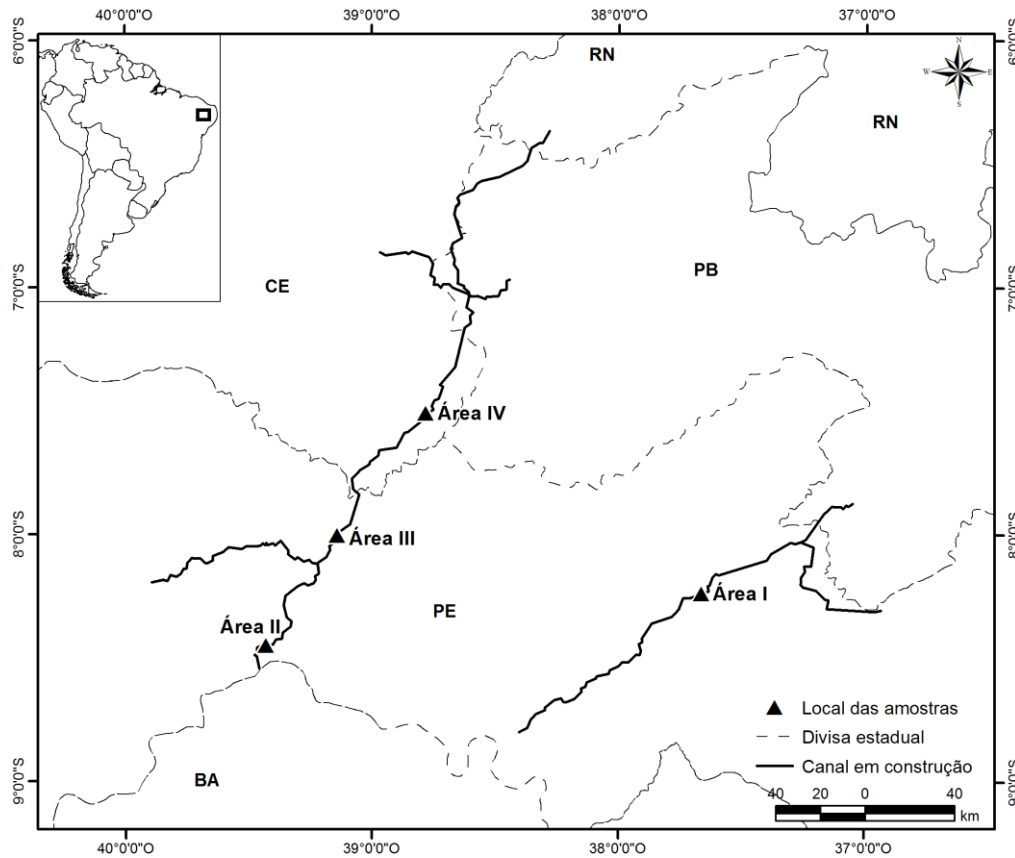 40°0'0"O 39°0'0"O 38°0'0"O 37°0'0"O
6°0'0"S 6°0'0"S
RN
N
W E
S
RN
7°0'0"S 7°0'0"S
CE
PB
Área IV
8°0'0"S 8°0'0"S
Área III
Área I
PE
Área II
Local das amostras
Divisa estadual
Canal em construção
BA
9°0'0"S 9°0'0"S
40 20 0 40
km
40°0'0"O 39°0'0"O 38°0'0"O 37°0'0"O